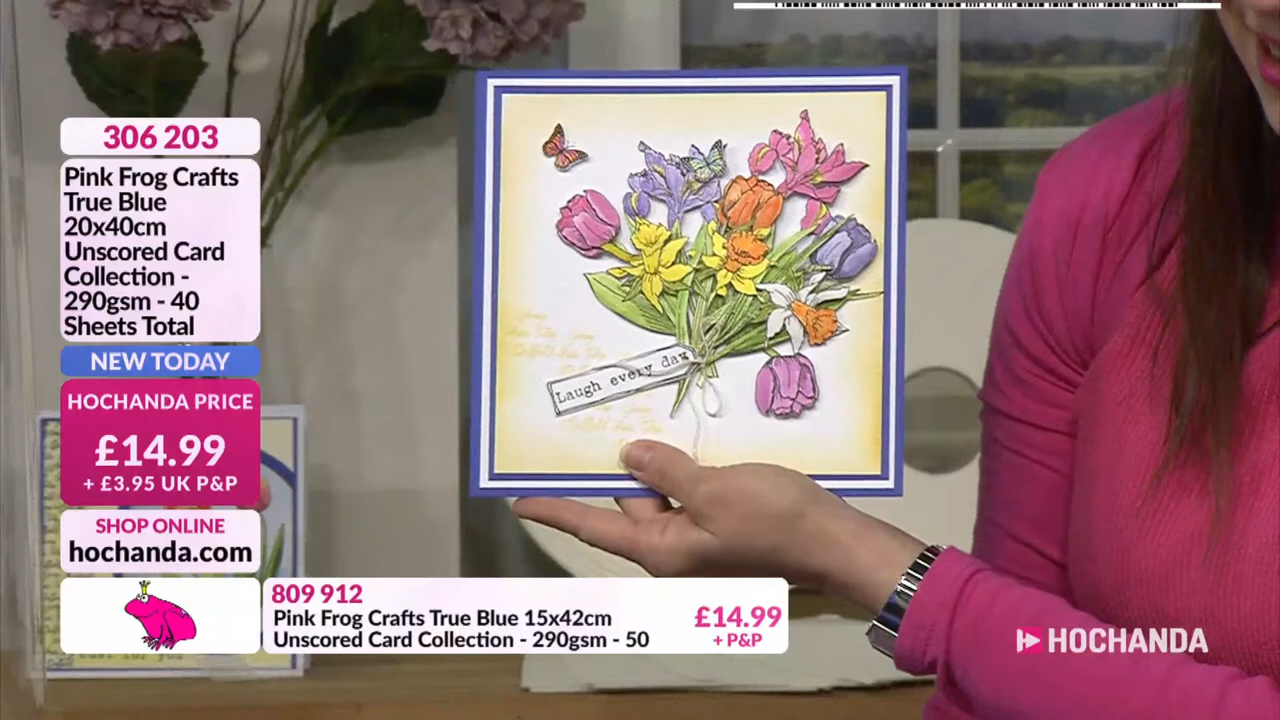 306 203
Pink Frog Crafts
True Blue
20x40cm
Unscored Card
Collection -
290gsm - 40
Sheets Total
NEW TODAY
HOCHANDA PRICE
£14.99
+ £3.95 UK P&P
SHOP ONLINE
hochanda.com
809 912
Pink Frog Crafts True Blue 15x42cm
Unscored Card Collection - 290gsm - 50
£14.99
+ P&P
Laugh every day
HOCHANDA